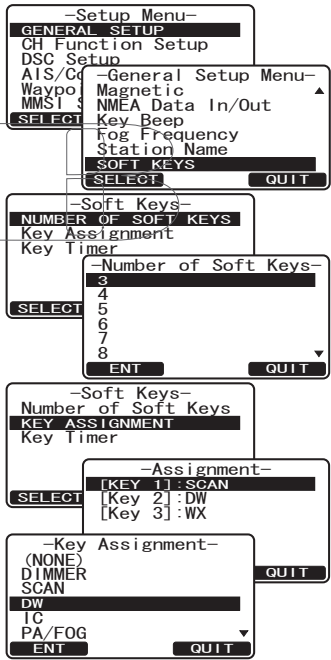 -Setup Menu-
GENERAL SETUP
CH Function Setup
DSC Setup
AIS/Co
Waypoi
MMSI S
SELECT
-General Setup Menu-
Magnetic
NMEA Data In/Out
Key Beep
Fog Frequency
Station Name
SOFT KEYS
SELECT QUIT
-Soft Keys-
NUMBER OF SOFT KEYS
Key Assignment
Key Timer
SELECT
-Number of Soft Keys-
3
4
5
6
7
8
ENT QUIT
-Soft Keys-
Number of Soft Keys
KEY ASSIGNMENT
Key Timer
SELECT
-Assignment-
[KEY 1]:SCAN
[Key 2]:DW
[Key 3]:WX
QUIT
-Key Assignment-
(NONE)
DIMMER
SCAN
DW
IC
PA/FOG
ENT QUIT